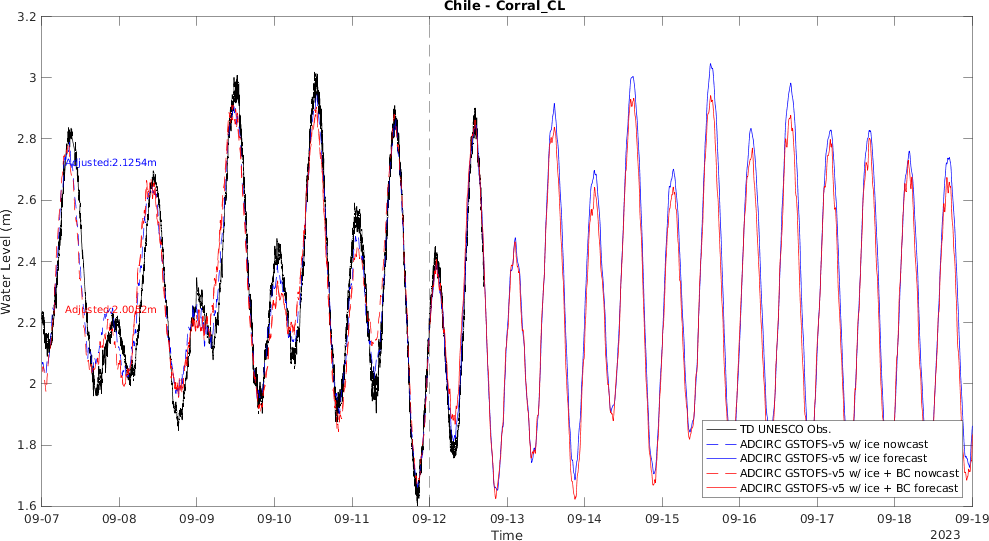 Chile - Corral_CL
3.2
3
2.8
2.6
2.4
2.2
2
1.8
1.6
Water Level (m)
Adjusted:2.1254m
Adjusted:2.0032m
TD UNESCO Obs.
ADCIRC GSTOFS-v5 w/ ice nowcast
ADCIRC GSTOFS-v5 w/ ice forecast
ADCIRC GSTOFS-v5 w/ ice + BC nowcast
ADCIRC GSTOFS-v5 w/ ice + BC forecast
09-07 09-08 09-09 09-10 09-11 09-12 09-13 09-14 09-15 09-16 09-17 09-18 09-19
Time
2023